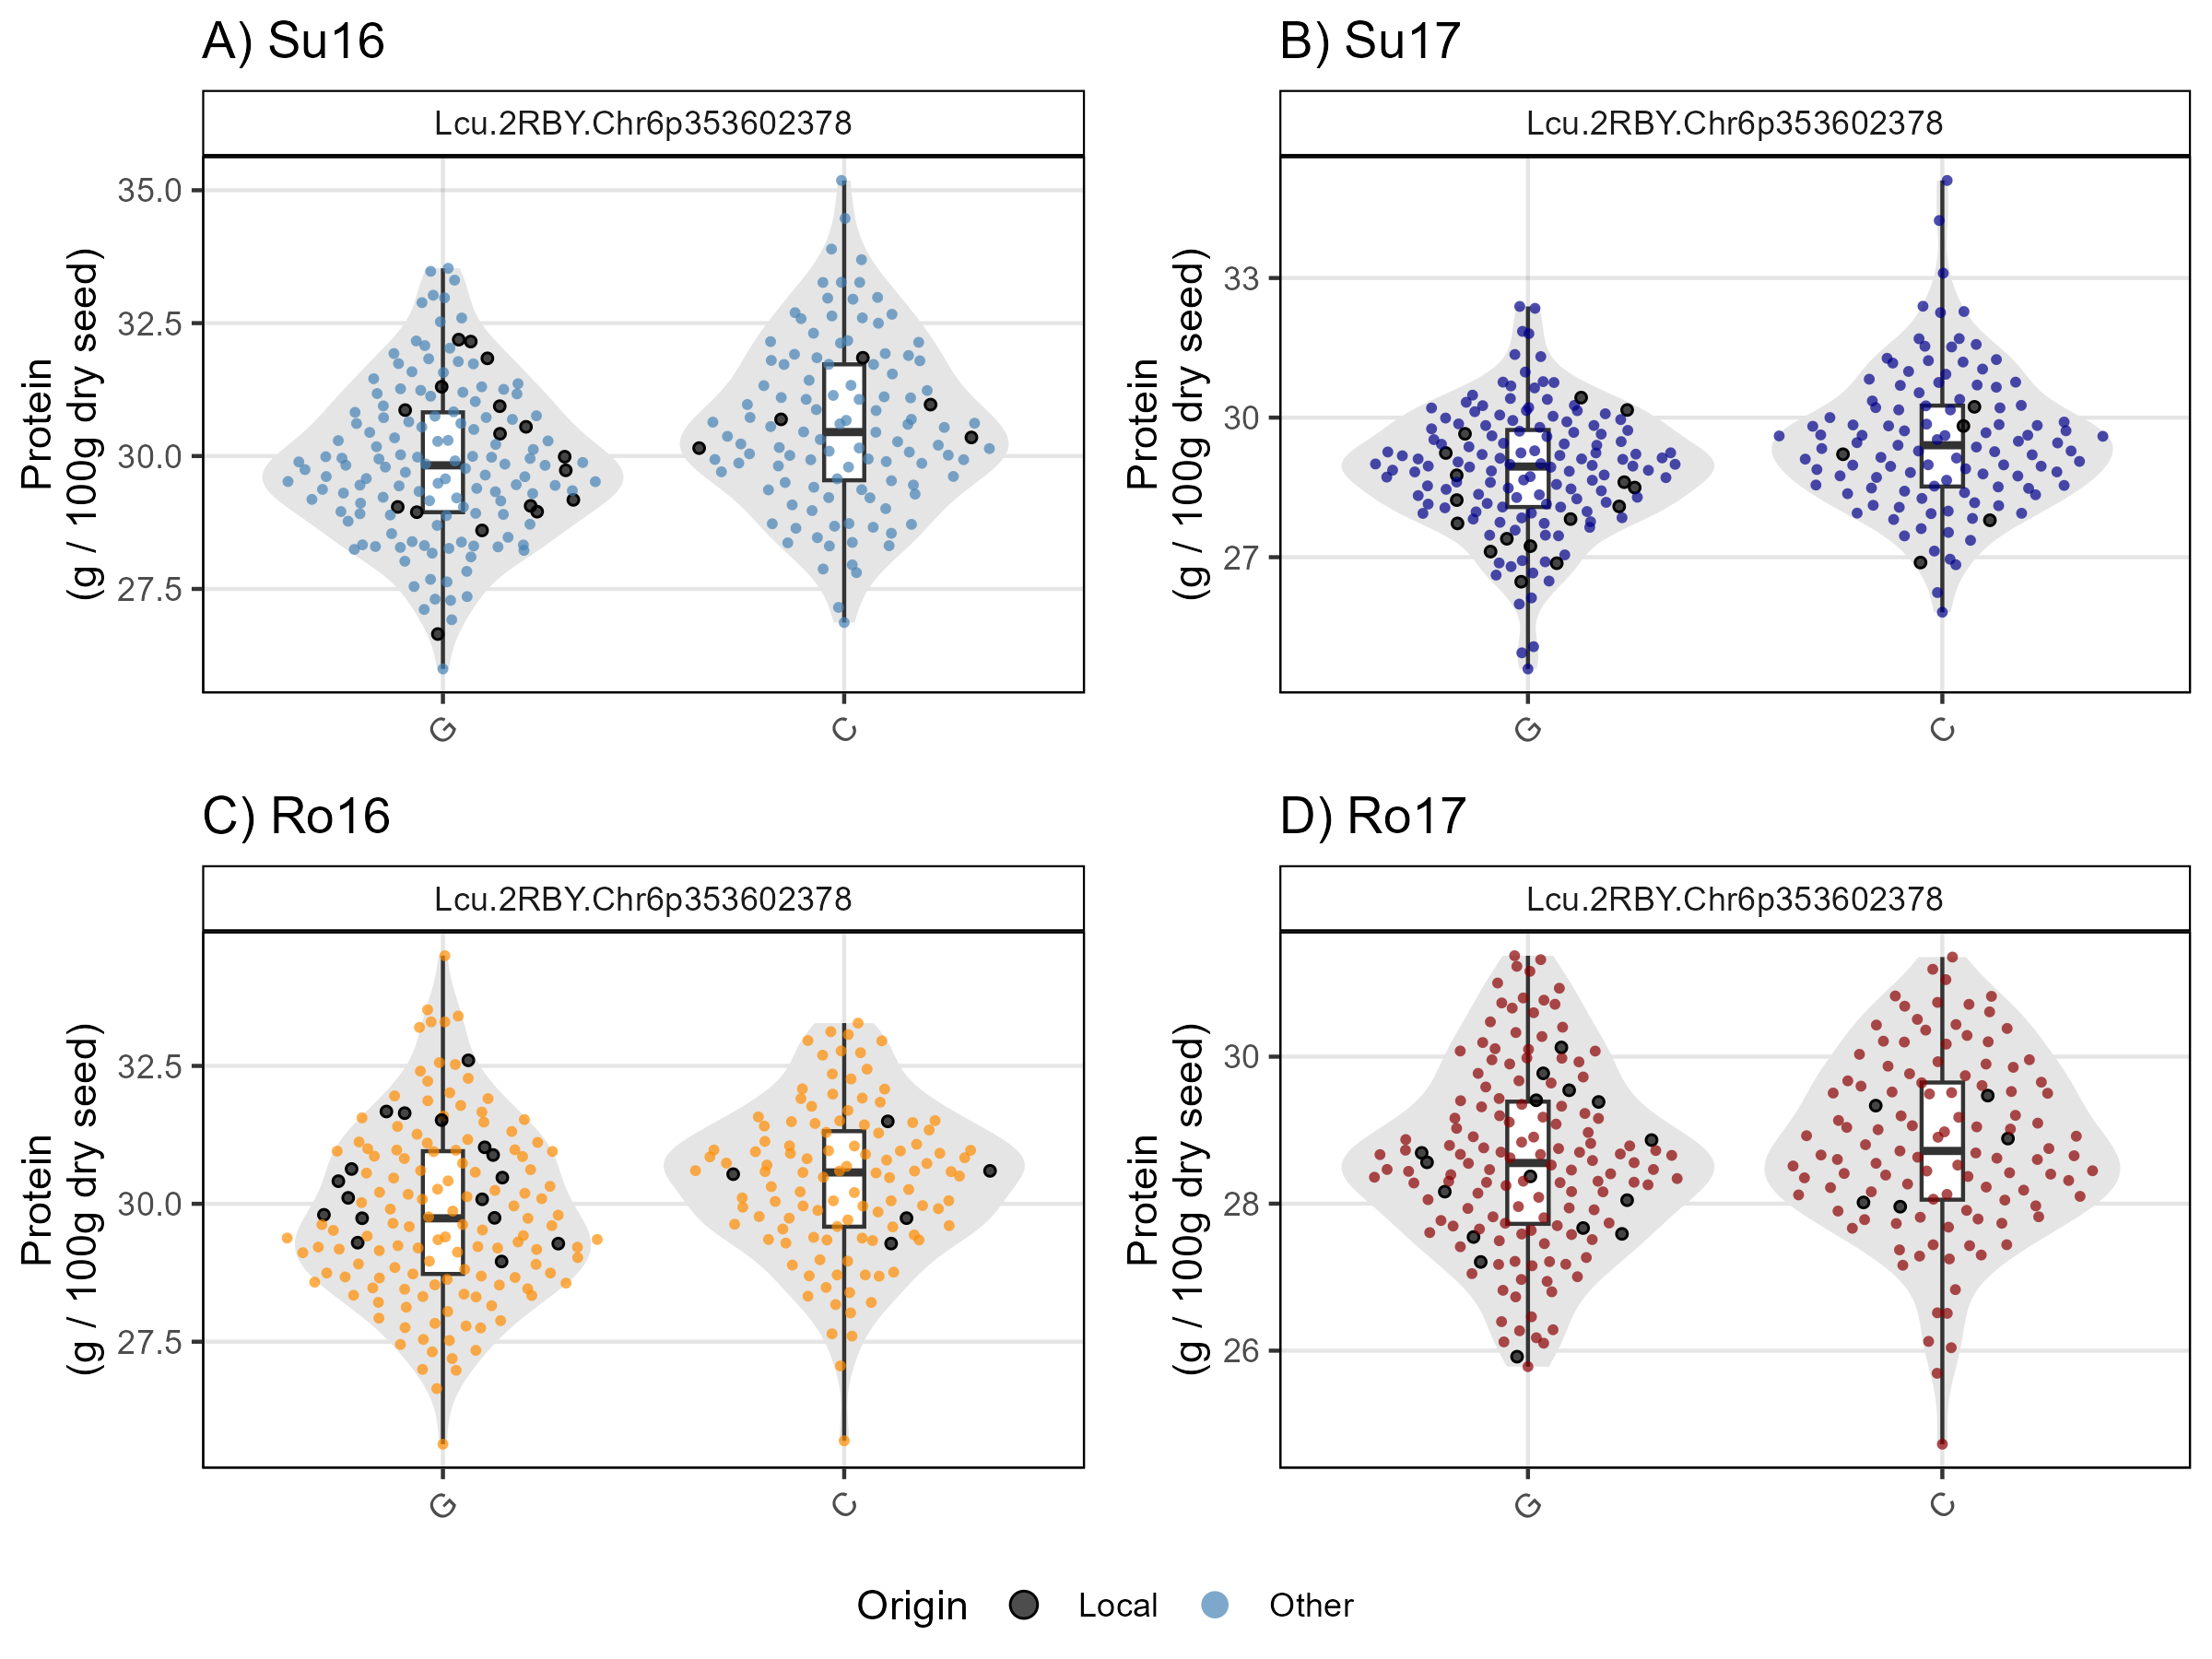 A) Su16
Lcu.2RBY.Chr6p353602378
Protein
(g / 100g dry seed)
35.0
32.5
30.0
27.5
G
C
B) Su17
Lcu.2RBY.Chr6p353602378
Protein
(g / 100g dry seed)
33
30
27
G
C
C) Ro16
Lcu.2RBY.Chr6p353602378
Protein
(g / 100g dry seed)
32.5
30.0
27.5
G
C
D) Ro17
Lcu.2RBY.Chr6p353602378
Protein
(g / 100g dry seed)
30
28
26
G
C
Origin Local Other